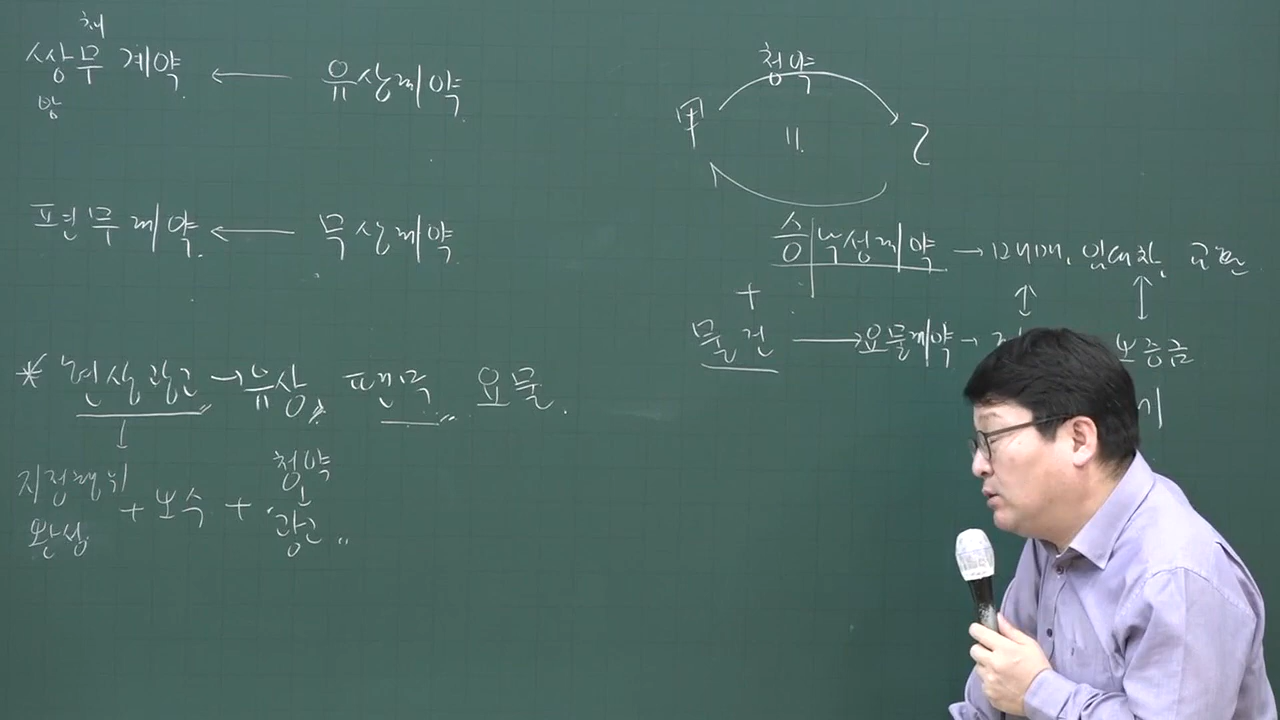 채
쌍무 계약 ← 유상계약
방
편무계약 ← 무상계약
* 현상광고 → 유상, 편무, 요물.
지정행위 + 보수 + 청약
완성
광고
청약
甲 乙
승낙성계약 → 매매, 임대차, 교환
+
물건 → 요물계약 →
보증금